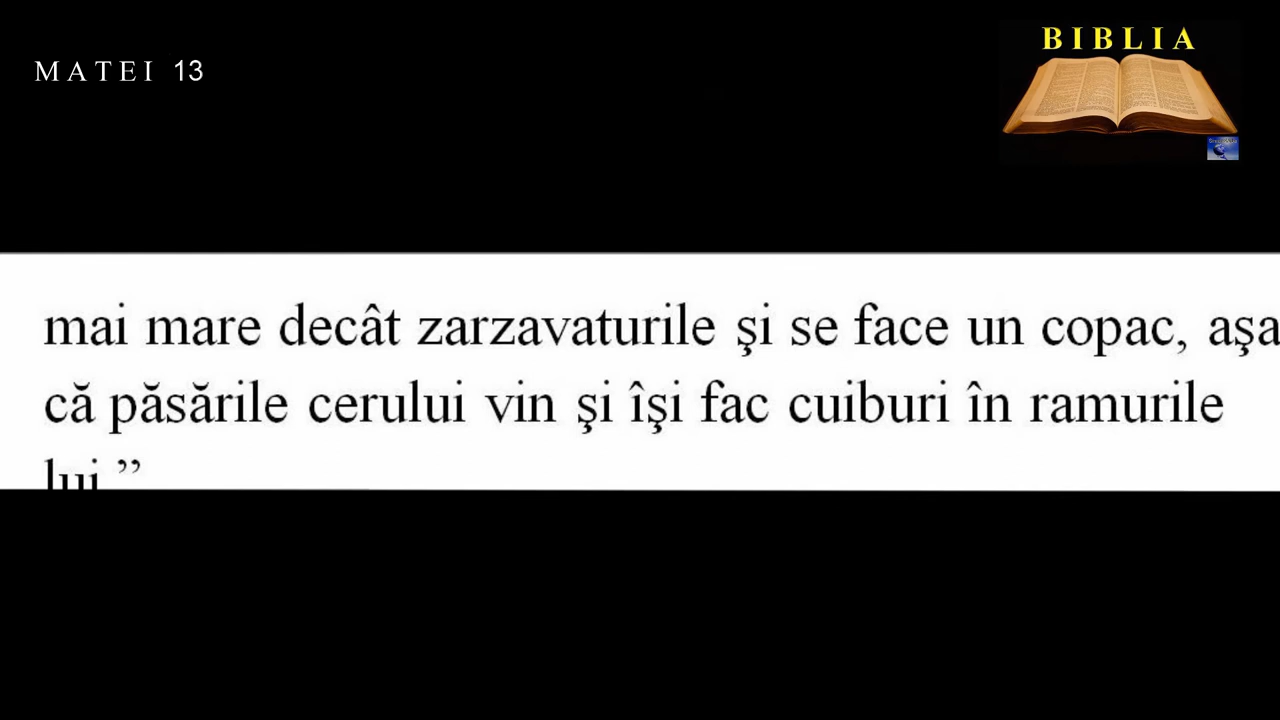 MATEI 13
BIBLIA
mai mare decât zarzavaturile şi se face un copac, aşa
că păsările cerului vin şi îşi fac cuiburi în ramurile
lui.”